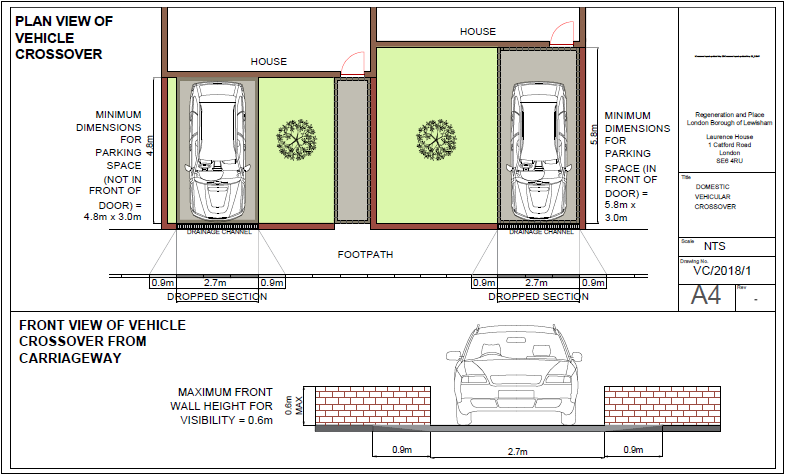 PLAN VIEW OF
VEHICLE
CROSSOVER
HOUSE
HOUSE
MINIMUM
DIMENSIONS
FOR
PARKING
SPACE
(NOT IN
FRONT OF
DOOR) =
4.8m x 3.0m
4.8m
5.8m
MINIMUM
DIMENSIONS
FOR
PARKING
SPACE (IN
FRONT OF
DOOR) =
5.8m x
3.0m
DRAINAGE CHANNEL
DRAINAGE CHANNEL
FOOTPATH
0.9m
2.7m
0.9m
0.9m
2.7m
0.9m
DROPPED SECTION
DROPPED SECTION
Regeneration and Place
London Borough of Lewisham
Laurence House
1 Catford Road
London
SE6 4RU
Title
DOMESTIC
VEHICULAR
CROSSOVER
Scale
NTS
Drawing No.
VC/2018/1
A4
Rev
-
FRONT VIEW OF VEHICLE
CROSSOVER FROM
CARRIAGEWAY
MAXIMUM FRONT
WALL HEIGHT FOR
VISIBILITY = 0.6m
0.6m
MAX
0.9m
2.7m
0.9m